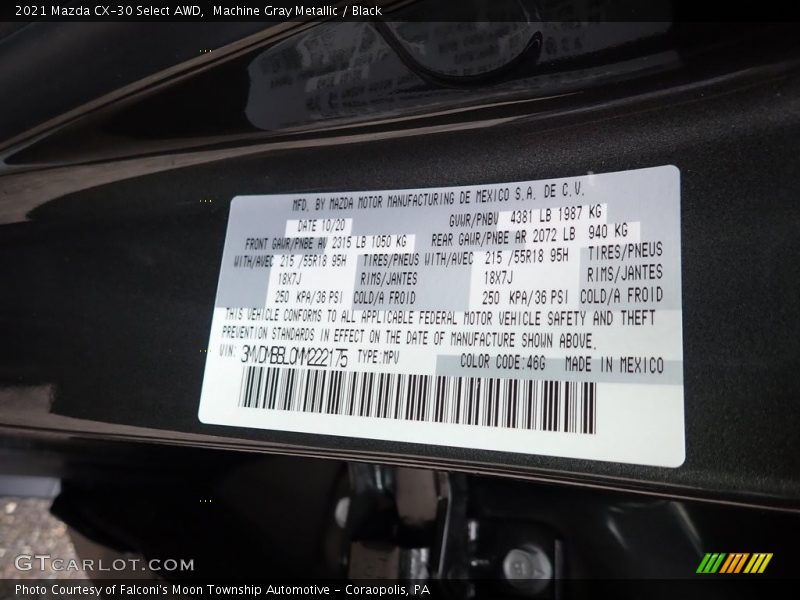 2021 Mazda CX-30 Select AWD, Machine Gray Metallic / Black
MFD. BY MAZDA MOTOR MANUFACTURING DE MEXICO S.A. DE C.V.
DATE 10/20 GVWR/PNBV 4381 LB 1987 KG
FRONT GAWR/PNBE AV 2315 LB 1050 KG REAR GAWR/PNBE AR 2072 LB 940 KG
WITH/AVEC 215 /55R18 95H TIRES/PNEUS WITH/AVEC 215 /55R18 95H TIRES/PNEUS
18X7J RIMS/JANTES 18X7J RIMS/JANTES
250 KPA/36 PSI COLD/A FROID 250 KPA/36 PSI COLD/A FROID
THIS VEHICLE CONFORMS TO ALL APPLICABLE FEDERAL MOTOR VEHICLE SAFETY AND THEFT
PREVENTION STANDARDS IN EFFECT ON THE DATE OF MANUFACTURE SHOWN ABOVE.
VIN: 3MVDMBBL0MM222175 TYPE:MPV COLOR CODE:46G MADE IN MEXICO
GTCARLOT.COM
Photo Courtesy of Falconi's Moon Township Automotive - Coraopolis, PA